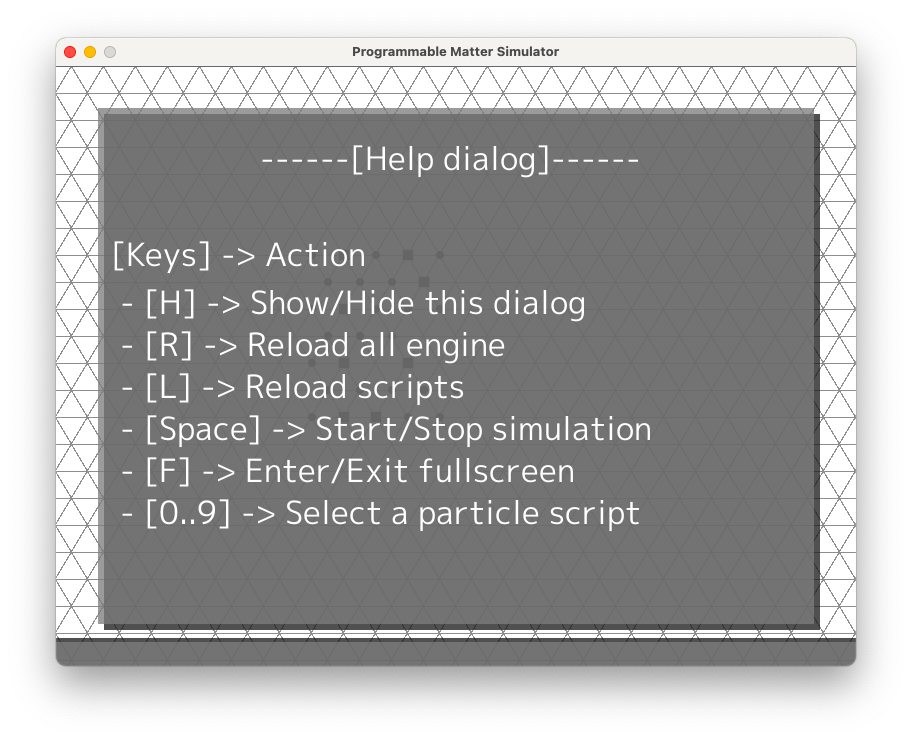 Programmable Matter Simulator
------[Help dialog]------
[Keys] -> Action
- [H] -> Show/Hide this dialog
- [R] -> Reload all engine
- [L] -> Reload scripts
- [Space] -> Start/Stop simulation
- [F] -> Enter/Exit fullscreen
- [0..9] -> Select a particle script